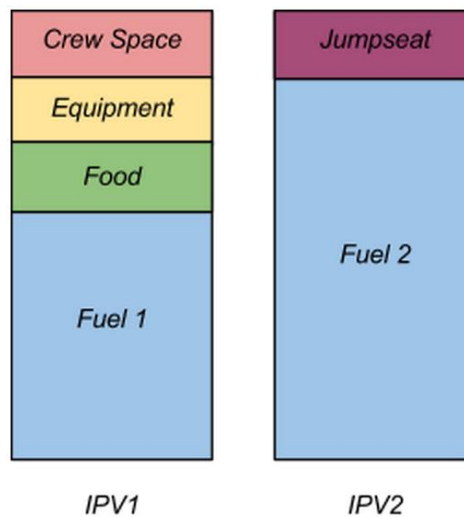 Crew Space
Equipment
Food
Fuel 1
IPV1
Jumpseat
Fuel 2
IPV2